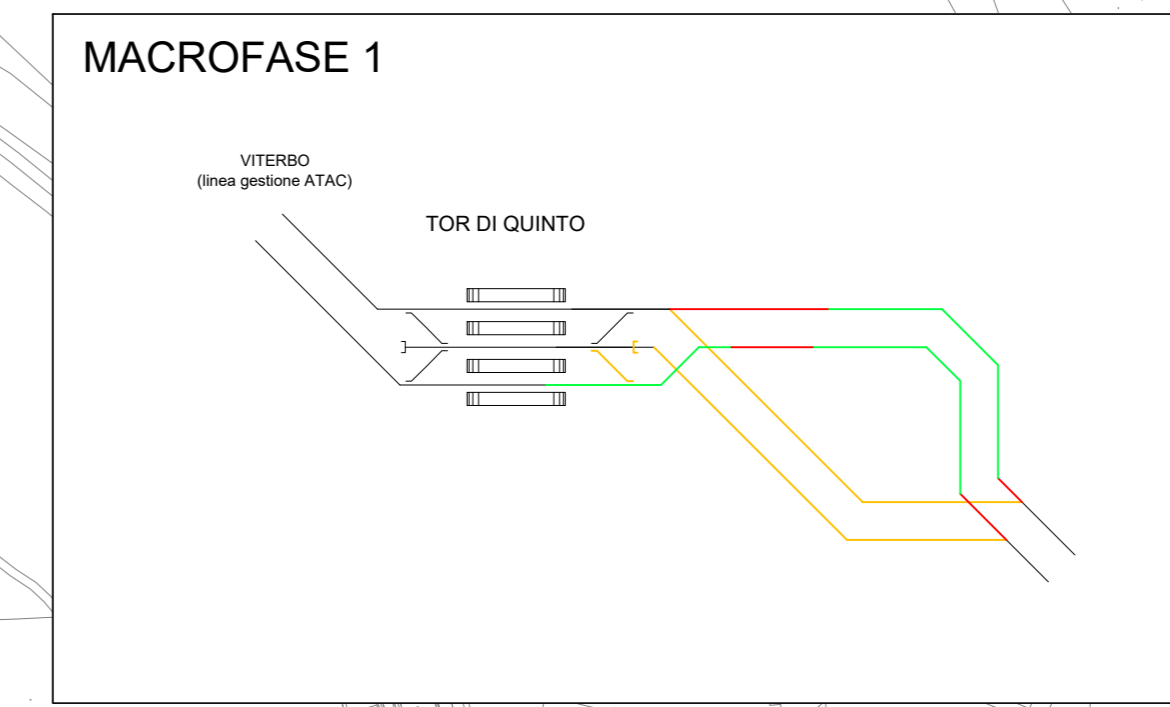 MACROFASE 1
VITERBO
(linea gestione ATAC)
TOR DI QUINTO